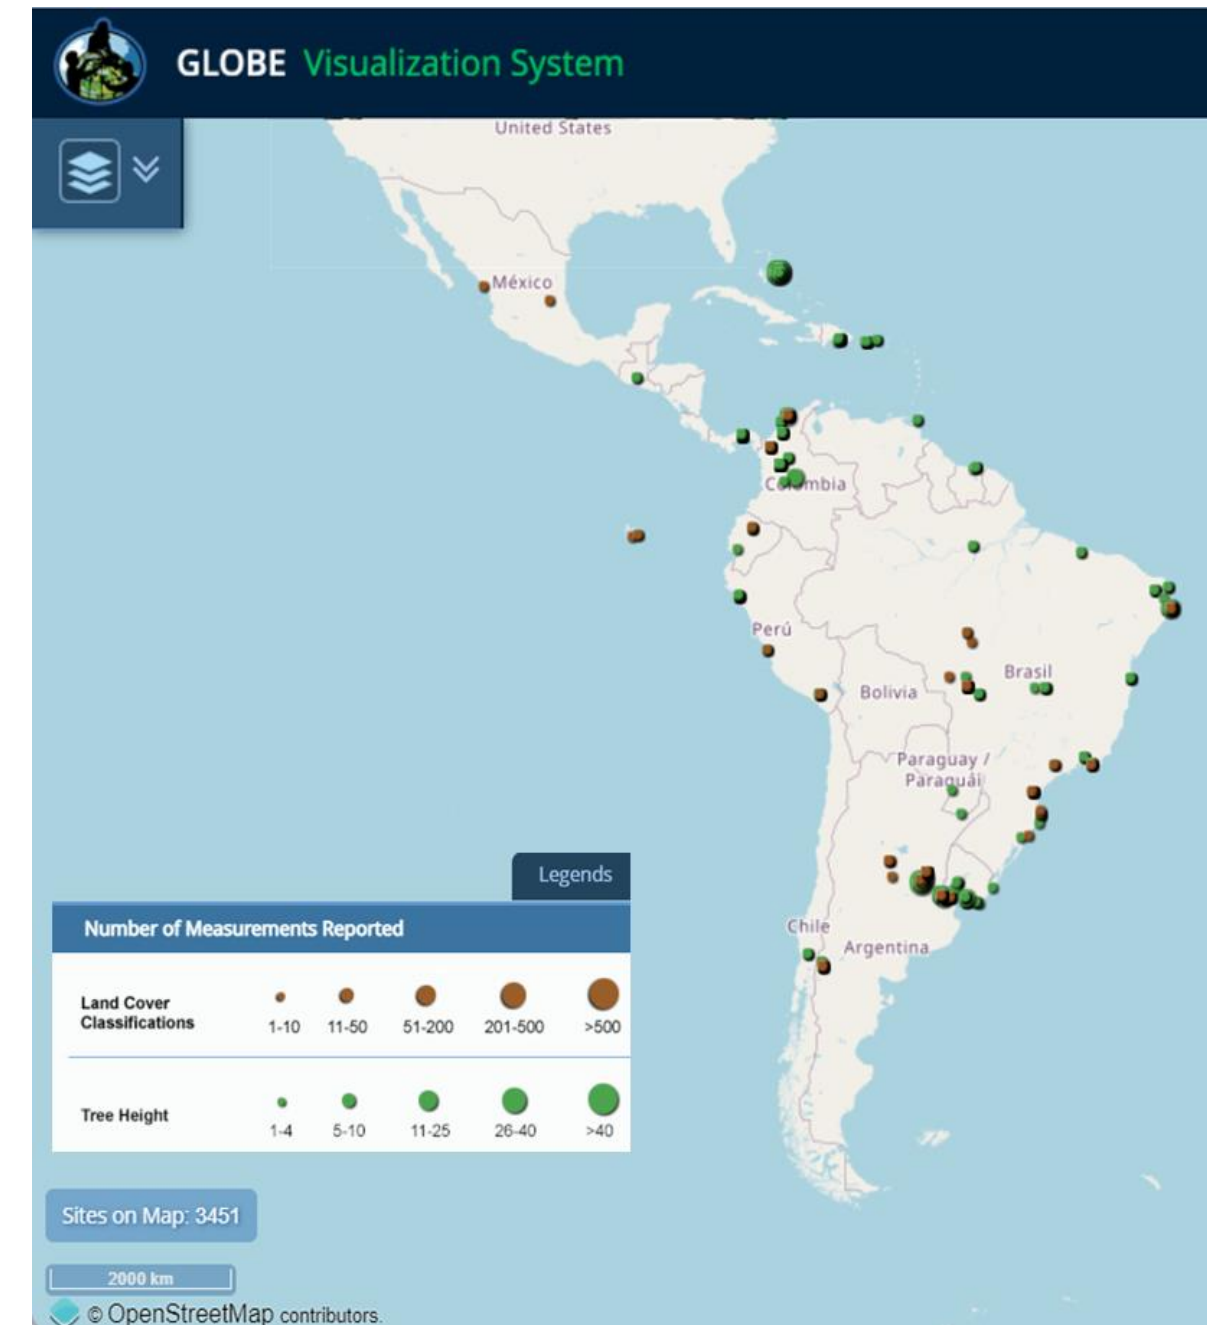 GLOBE Visualization System
United States
México
Colombia
Perú
Brasil
Bolivia
Paraguay /
Paraguái
Chile
Argentina
Legends
Number of Measurements Reported
Land Cover
Classifications
1-10 11-50 51-200 201-500 >500
Tree Height
1-4 5-10 11-25 26-40 >40
Sites on Map: 3451
2000 km
© OpenStreetMap contributors.